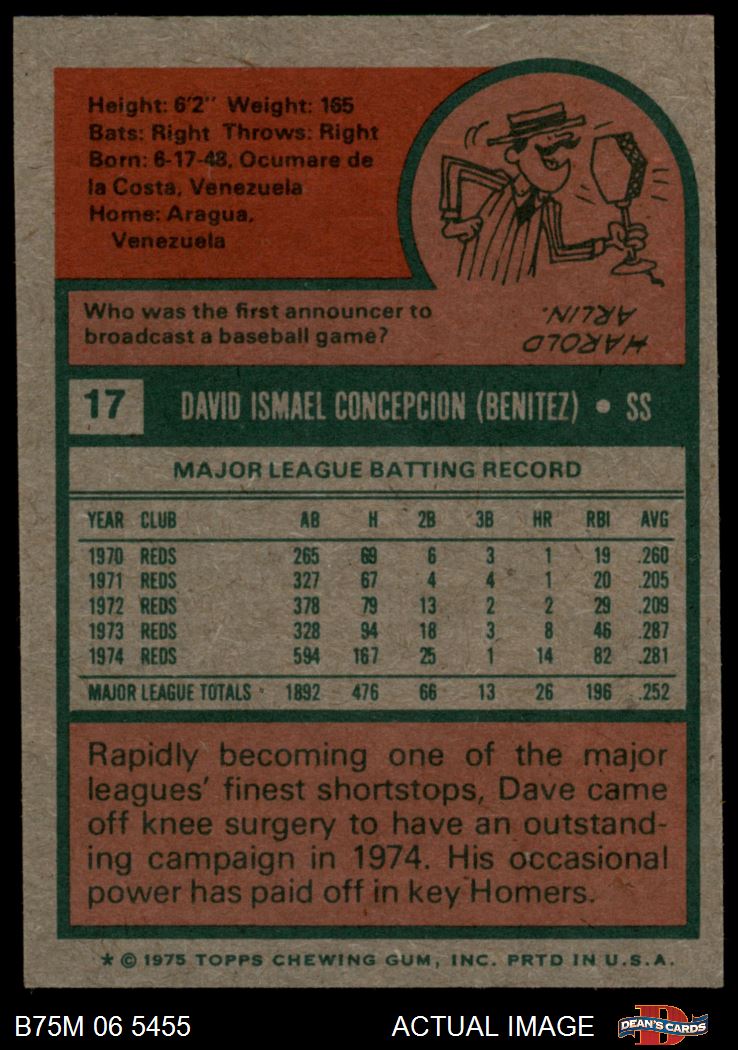 Height: 6'2" Weight: 165
Bats: Right Throws: Right
Born: 6-17-48, Ocumare de
la Costa, Venezuela
Home: Aragua,
Venezuela
Who was the first announcer to
broadcast a baseball game?
HAROLD
ARLIN.
17 DAVID ISMAEL CONCEPCION (BENITEZ) • SS
MAJOR LEAGUE BATTING RECORD
YEAR CLUB AB H 2B 3B HR RBI AVG
1970 REDS 265 69 6 3 1 19 .260
1971 REDS 327 67 4 4 1 20 .205
1972 REDS 378 79 13 2 2 29 .209
1973 REDS 328 94 18 3 8 46 .287
1974 REDS 594 167 25 1 14 82 .281
MAJOR LEAGUE TOTALS 1892 476 66 13 26 196 .252
Rapidly becoming one of the major
leagues' finest shortstops, Dave came
off knee surgery to have an outstand-
ing campaign in 1974. His occasional
power has paid off in key Homers.
* © 1975 TOPPS CHEWING GUM, INC. PRTD IN U.S.A.
B75M 06 5455 ACTUAL IMAGE DEAN'S CARDS